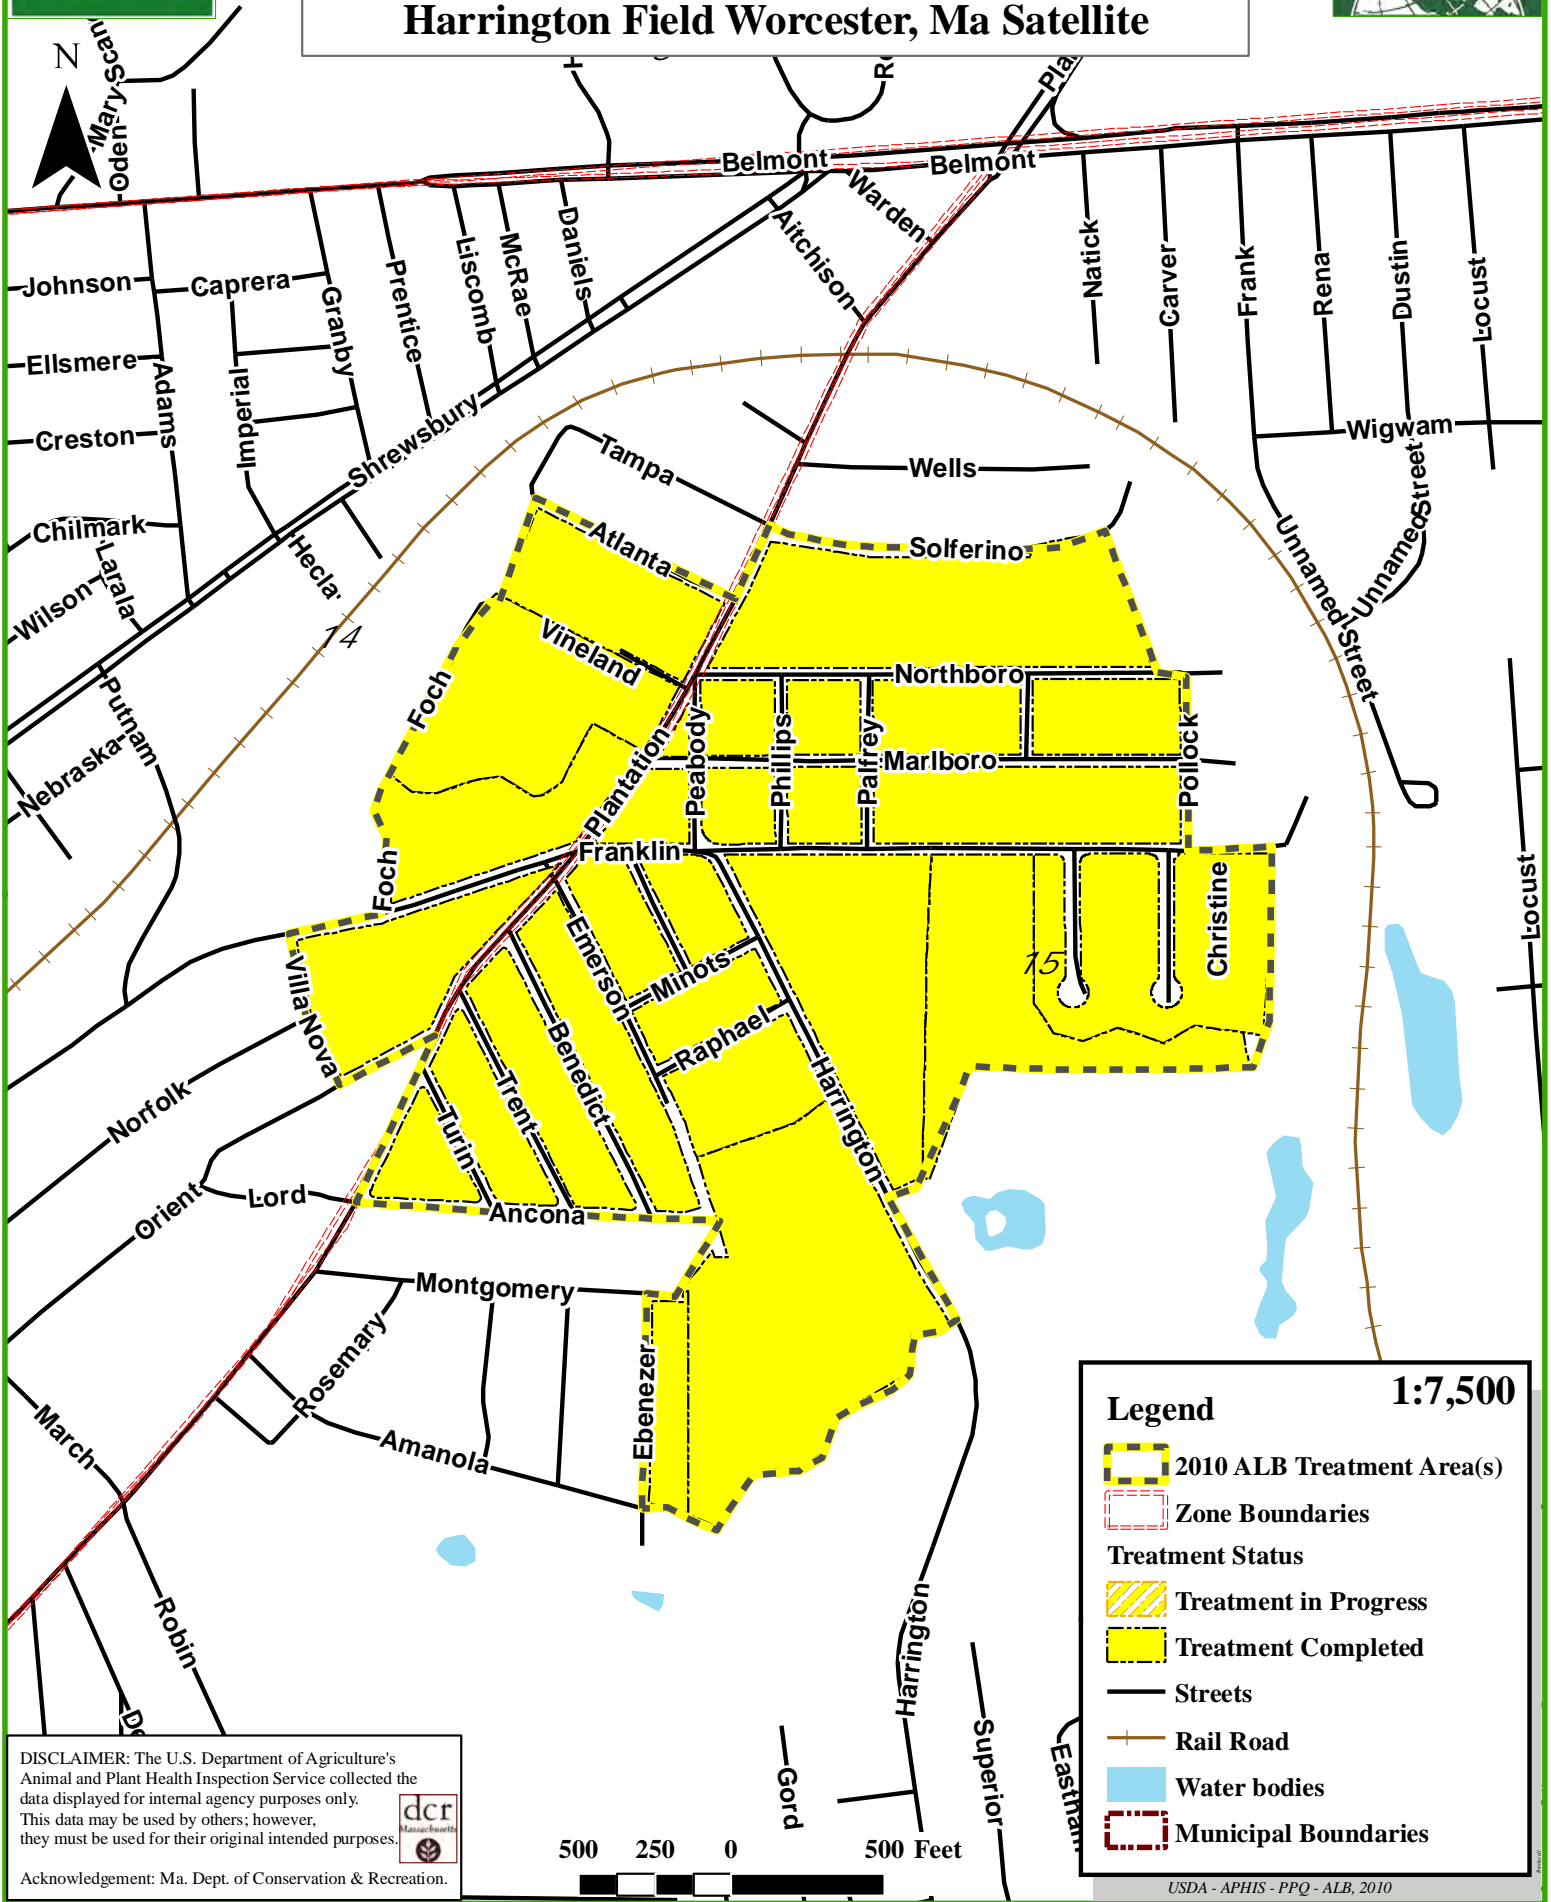 Harrington Field Worcester, Ma Satellite
N
Mary Scan
Oden
Pla
Belmont
Belmont
Warden
Aitchison
Daniels
McRae
Liscomb
Prentice
Granby
Caprera
Johnson
Ellsmere
Adams
Imperial
Creston
Shrewsbury
Chilmark
Larala
Wilson
Hecla
14
Putnam
Nebraska
Natick
Carver
Frank
Rena
Dustin
Locust
Wigwam
Unnamed Street
Unnamed Street
Tampa
Wells
Atlanta
Solferino
Vineland
Foch
Northboro
Peabody
Phillips
Palfrey
Pollock
Marlboro
Plantation
Franklin
Foch
Christine
Locust
15
Villa Nova
Emerson
Minots
Raphael
Benedict
Trent
Turin
Harrington
Norfolk
Orient
Lord
Ancona
Montgomery
Rosemary
Amanola
Ebenezer
March
Robin
De
Harrington
Superior
Gord
Eastham
Legend
1:7,500
2010 ALB Treatment Area(s)
Zone Boundaries
Treatment Status
Treatment in Progress
Treatment Completed
Streets
Rail Road
Water bodies
Municipal Boundaries
DISCLAIMER: The U.S. Department of Agriculture's
Animal and Plant Health Inspection Service collected the
data displayed for internal agency purposes only.
This data may be used by others; however,
they must be used for their original intended purposes.
Acknowledgement: Ma. Dept. of Conservation & Recreation.
dcr
Massachusetts
500 250 0 500 Feet
USDA - APHIS - PPQ - ALB, 2010